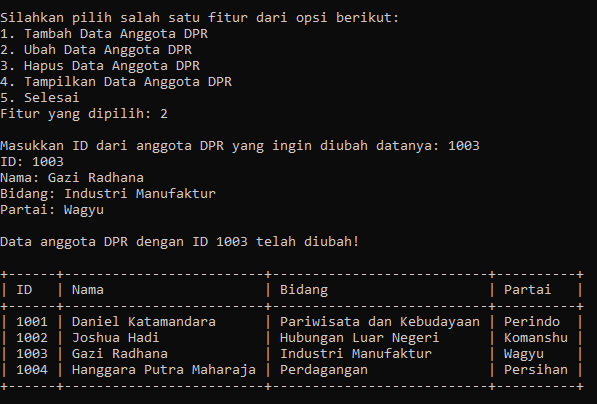 Silahkan pilih salah satu fitur dari opsi berikut:
1. Tambah Data Anggota DPR
2. Ubah Data Anggota DPR
3. Hapus Data Anggota DPR
4. Tampilkan Data Anggota DPR
5. Selesai
Fitur yang dipilih: 2
Masukkan ID dari anggota DPR yang ingin diubah datanya: 1003
ID: 1003
Nama: Gazi Radhana
Bidang: Industri Manufaktur
Partai: Wagyu
Data anggota DPR dengan ID 1003 telah diubah!
+------+-------------------------+---------------------------+----------+
| ID   | Nama                    | Bidang                    | Partai   |
+------+-------------------------+---------------------------+----------+
| 1001 | Daniel Katamandara      | Pariwisata dan Kebudayaan | Perindo  |
| 1002 | Joshua Hadi             | Hubungan Luar Negeri      | Komanshu |
| 1003 | Gazi Radhana            | Industri Manufaktur       | Wagyu    |
| 1004 | Hanggara Putra Maharaja | Perdagangan               | Persihan |
+------+-------------------------+---------------------------+----------+